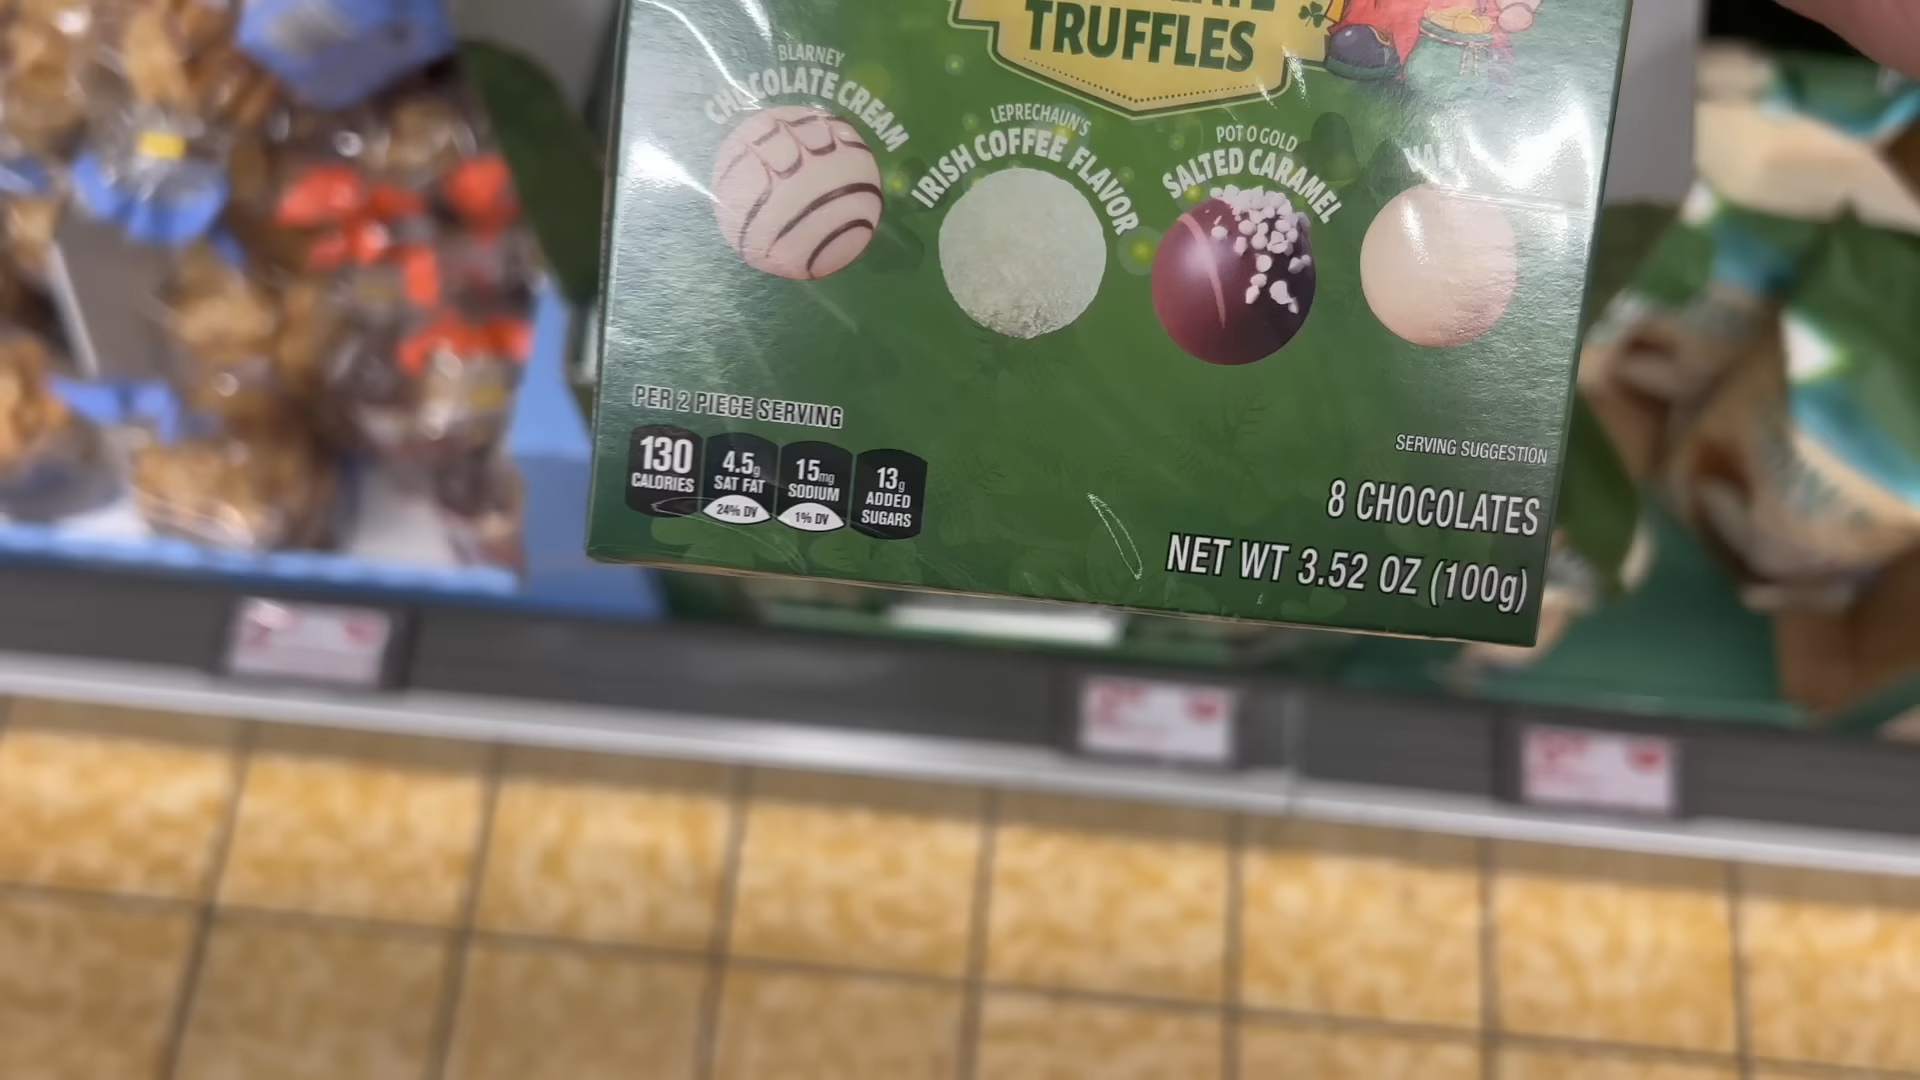 TRUFFLES
BLARNEY
CHOCOLATE CREAM
LEPRECHAUN'S
IRISH COFFEE FLAVOR
POT O GOLD
SALTED CARAMEL
PER 2 PIECE SERVING
130 CALORIES
4.5g SAT FAT 24% DV
15mg SODIUM 1% DV
13g ADDED SUGARS
SERVING SUGGESTION
8 CHOCOLATES
NET WT 3.52 OZ (100g)